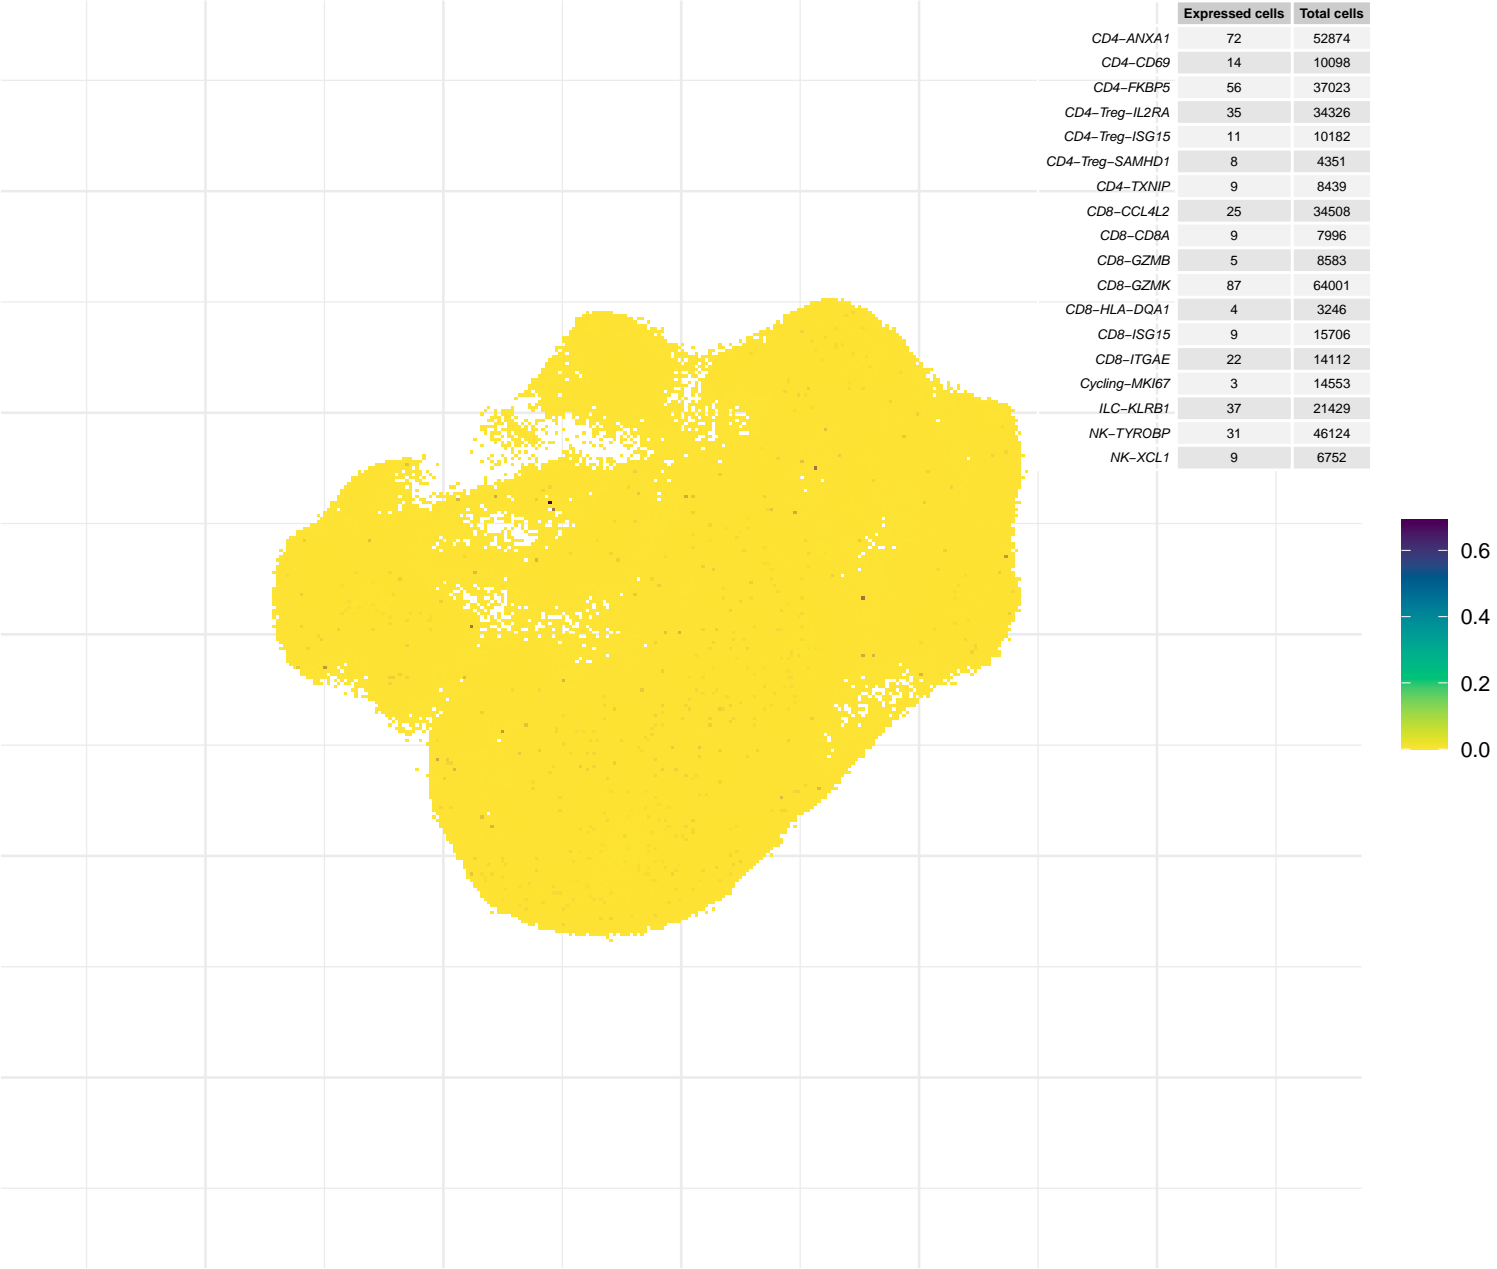 Expressed cells Total cells
CD4−ANXA1 72 52874
CD4−CD69 14 10098
CD4−FKBP5 56 37023
CD4−Treg−IL2RA 35 34326
CD4−Treg−ISG15 11 10182
CD4−Treg−SAMHD1 8 4351
CD4−TXNIP 9 8439
CD8−CCL4L2 25 34508
CD8−CD8A 9 7996
CD8−GZMB 5 8583
CD8−GZMK 87 64001
CD8−HLA−DQA1 4 3246
CD8−ISG15 9 15706
CD8−ITGAE 22 14112
Cycling−MKI67 3 14553
ILC−KLRB1 37 21429
NK−TYROBP 31 46124
NK−XCL1 9 6752
0.6
0.4
0.2
0.0